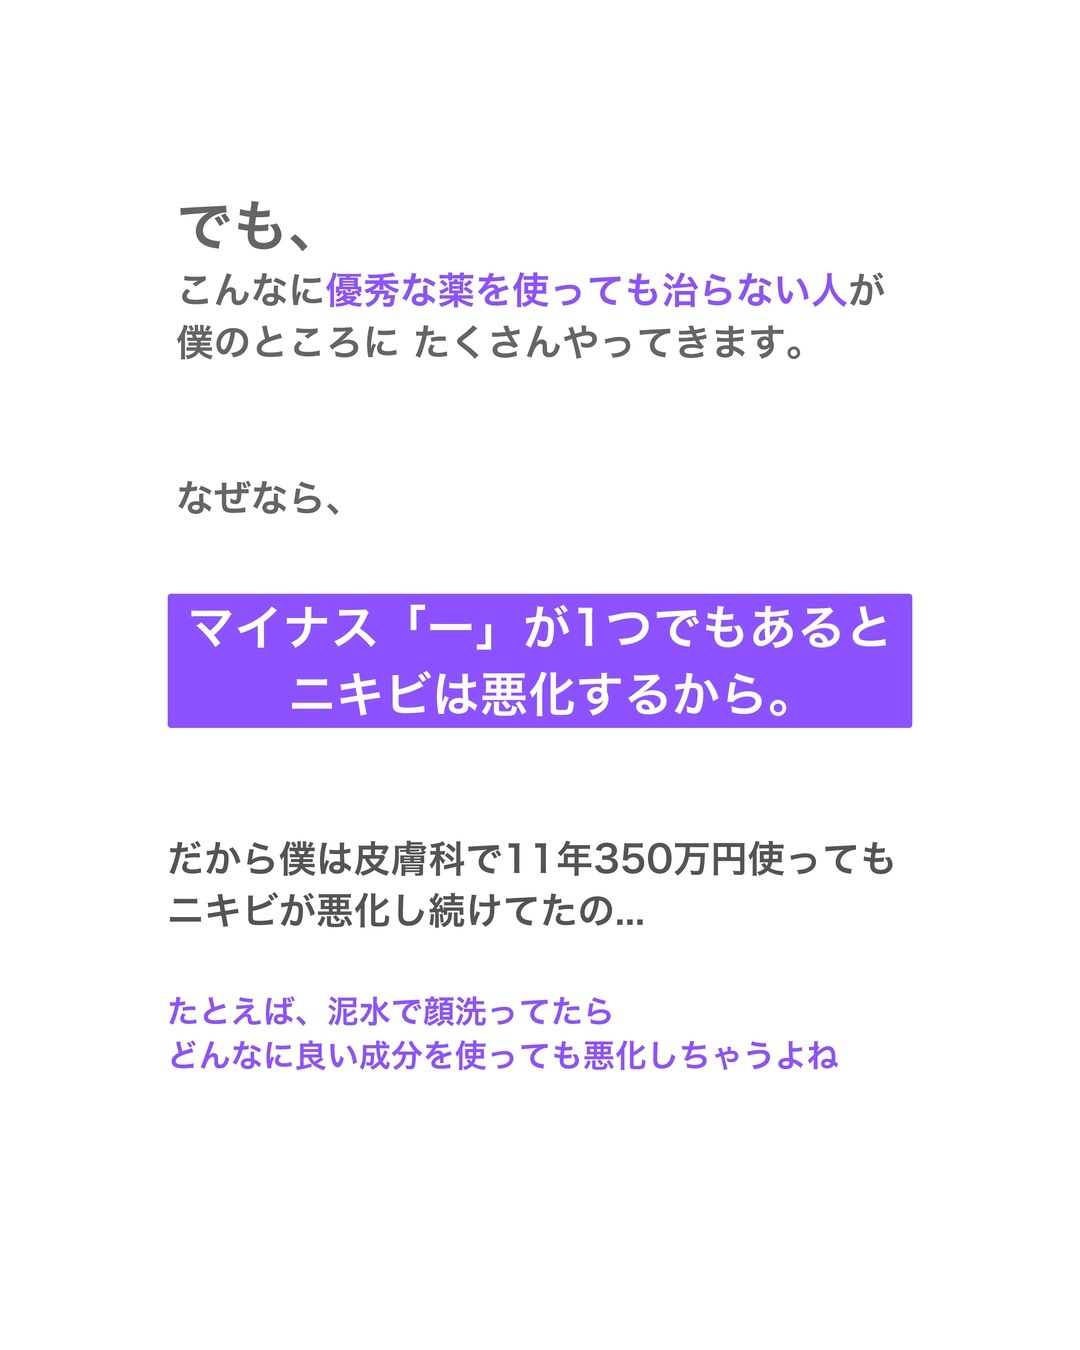 でも、
こんなに優秀な薬を使っても治らない人が
僕のところに たくさんやってきます。
なぜなら、
マイナス「ー」が1つでもあると
ニキビは悪化するから。
だから僕は皮膚科で11年350万円使っても
ニキビが悪化し続けてたの...
たとえば、泥水で顔洗ってたら
どんなに良い成分を使っても悪化しちゃうよね